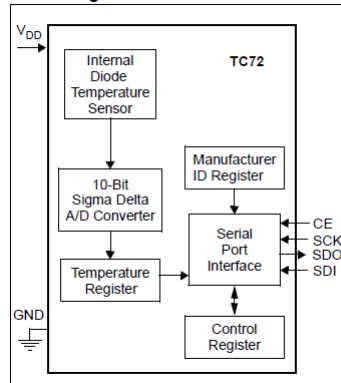 V_DD
Internal
Diode
Temperature
Sensor
TC72
10-Bit
Sigma Delta
A/D Converter
Manufacturer
ID Register
Temperature
Register
Serial
Port
Interface
CE
SCK
SDO
SDI
GND
Control
Register